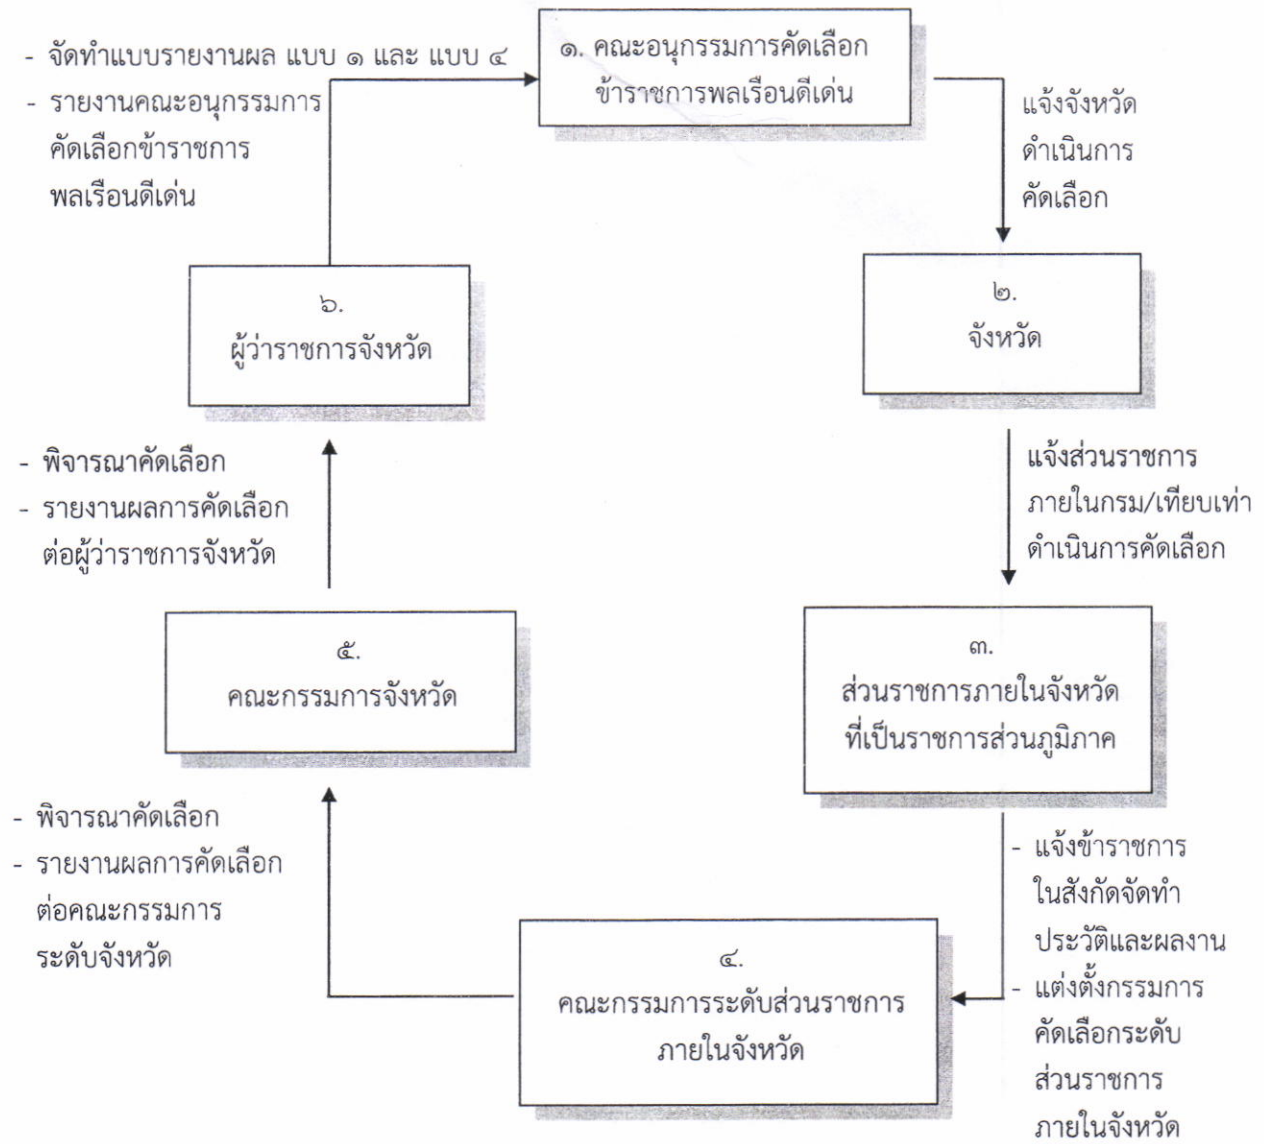 ๑. คณะอนุกรรมการคัดเลือก
ข้าราชการพลเรือนดีเด่น
แจ้งจังหวัด
ดำเนินการ
คัดเลือก
๒.
จังหวัด
แจ้งส่วนราชการ
ภายในกรม/เทียบเท่า
ดำเนินการคัดเลือก
๓.
ส่วนราชการภายในจังหวัด
ที่เป็นราชการส่วนภูมิภาค
- แจ้งข้าราชการ
ในสังกัดจัดทำ
ประวัติและผลงาน
- แต่งตั้งกรรมการ
คัดเลือกระดับ
ส่วนราชการ
ภายในจังหวัด
๔.
คณะกรรมการระดับส่วนราชการ
ภายในจังหวัด
- พิจารณาคัดเลือก
- รายงานผลการคัดเลือก
ต่อคณะกรรมการ
ระดับจังหวัด
๕.
คณะกรรมการจังหวัด
- พิจารณาคัดเลือก
- รายงานผลการคัดเลือก
ต่อผู้ว่าราชการจังหวัด
๖.
ผู้ว่าราชการจังหวัด
- จัดทำแบบรายงานผล แบบ ๑ และ แบบ ๔
- รายงานคณะอนุกรรมการ
คัดเลือกข้าราชการ
พลเรือนดีเด่น